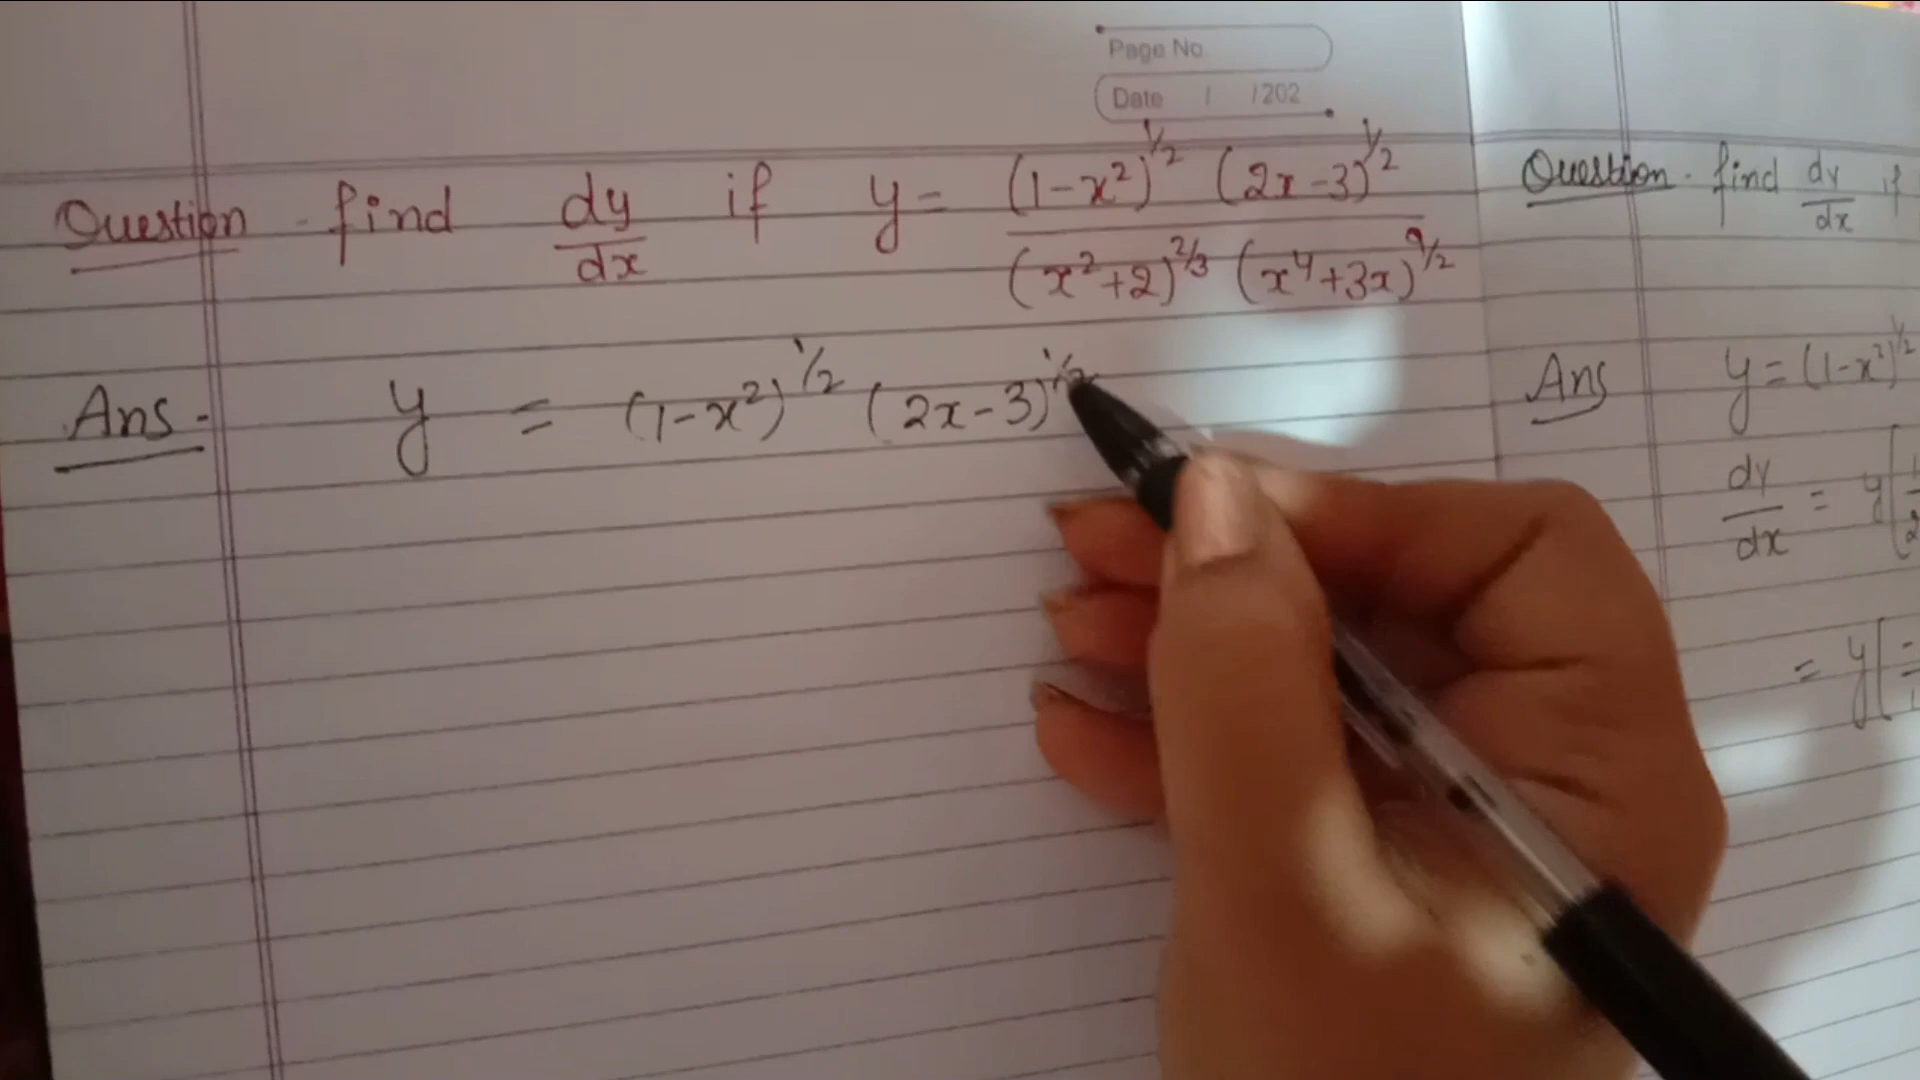 Page No.
Date / /202
Question - find dy/dx if y = (1-x²)^1/2 (2x-3)^1/2 / (x²+2)^2/3 (x⁴+3x)^1/2
Ans - y = (1-x²)^1/2 (2x-3)^1/2
Question - find dy/dx if
Ans y = (1-x²)^1/2
dy/dx = y[
= y[